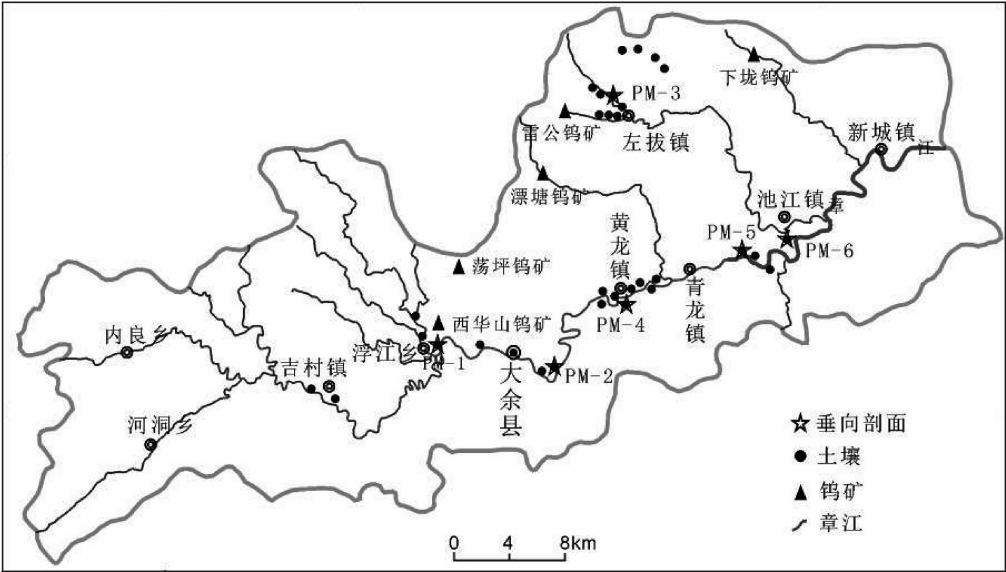 下垅钨矿
PM-3
雷公钨矿
左拔镇
新城镇
江
漂塘钨矿
池江镇
章
黄龙镇
PM-5
PM-6
荡坪钨矿
青龙镇
PM-4
内良乡
西华山钨矿
浮江乡
PM-1
吉村镇
PM-2
大余县
河洞乡
垂向剖面
土壤
钨矿
章江
0 4 8km